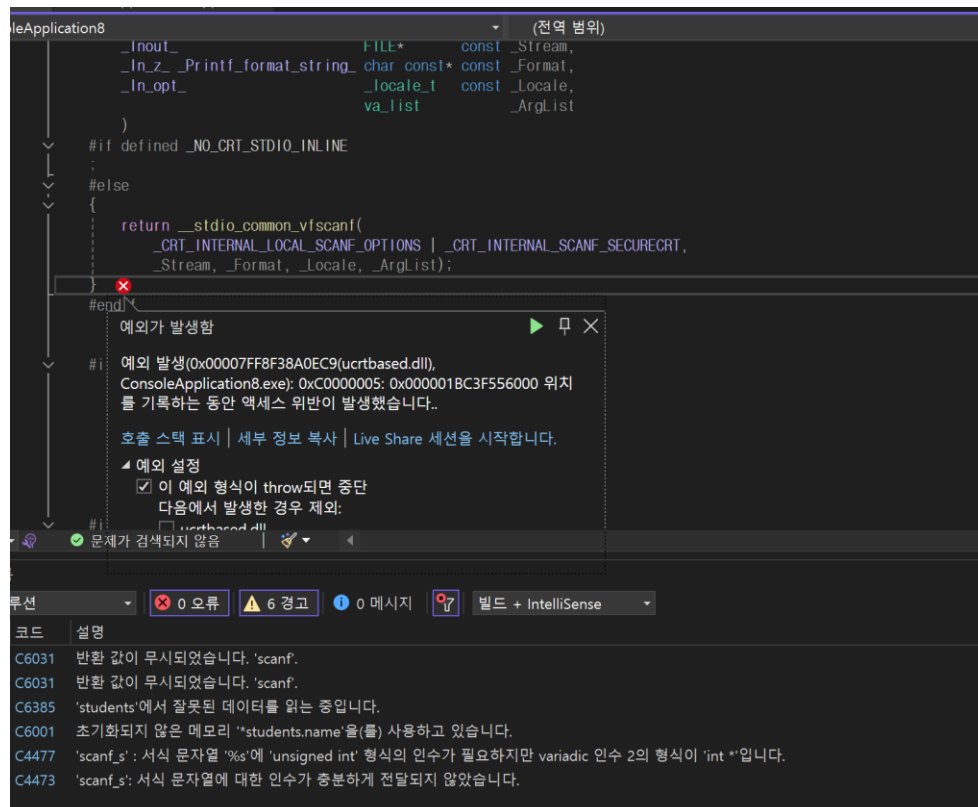 leApplication8 (전역 범위)
_Inout_ FILE* const _Stream,
_In_z_ _Printf_format_string_ char const* const _Format,
_In_opt_ _locale_t const _Locale,
va_list _ArgList
)
#if defined _NO_CRT_STDIO_INLINE
;
#else
{
return __stdio_common_vfscanf(
_CRT_INTERNAL_LOCAL_SCANF_OPTIONS | _CRT_INTERNAL_SCANF_SECURECRT,
_Stream, _Format, _Locale, _ArgList);
}
#end
예외가 발생함
#i
예외 발생(0x00007FF8F38A0EC9(ucrtbased.dll),
ConsoleApplication8.exe): 0xC0000005: 0x000001BC3F556000 위치
를 기록하는 동안 액세스 위반이 발생했습니다..
호출 스택 표시 | 세부 정보 복사 | Live Share 세션을 시작합니다.
예외 설정
이 예외 형식이 throw되면 중단
다음에서 발생한 경우 제외:
#i ucrtbased.dll
문제가 검색되지 않음
루션 0 오류 6 경고 0 메시지 빌드 + IntelliSense
코드 설명
C6031 반환 값이 무시되었습니다. 'scanf'.
C6031 반환 값이 무시되었습니다. 'scanf'.
C6385 'students'에서 잘못된 데이터를 읽는 중입니다.
C6001 초기화되지 않은 메모리 '*students.name'을(를) 사용하고 있습니다.
C4477 'scanf_s' : 서식 문자열 '%s'에 'unsigned int' 형식의 인수가 필요하지만 variadic 인수 2의 형식이 'int *'입니다.
C4473 'scanf_s': 서식 문자열에 대한 인수가 충분하게 전달되지 않았습니다.